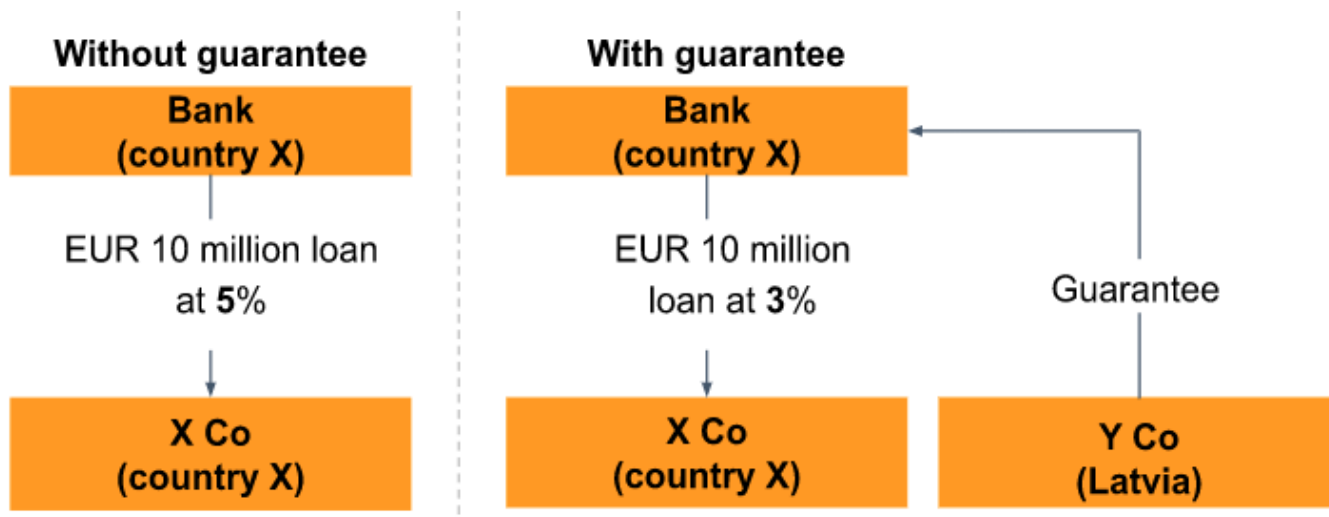 Without guarantee
Bank
(country X)
EUR 10 million loan
at 5%
X Co
(country X)
With guarantee
Bank
(country X)
EUR 10 million
loan at 3%
X Co
(country X)
Guarantee
Y Co
(Latvia)